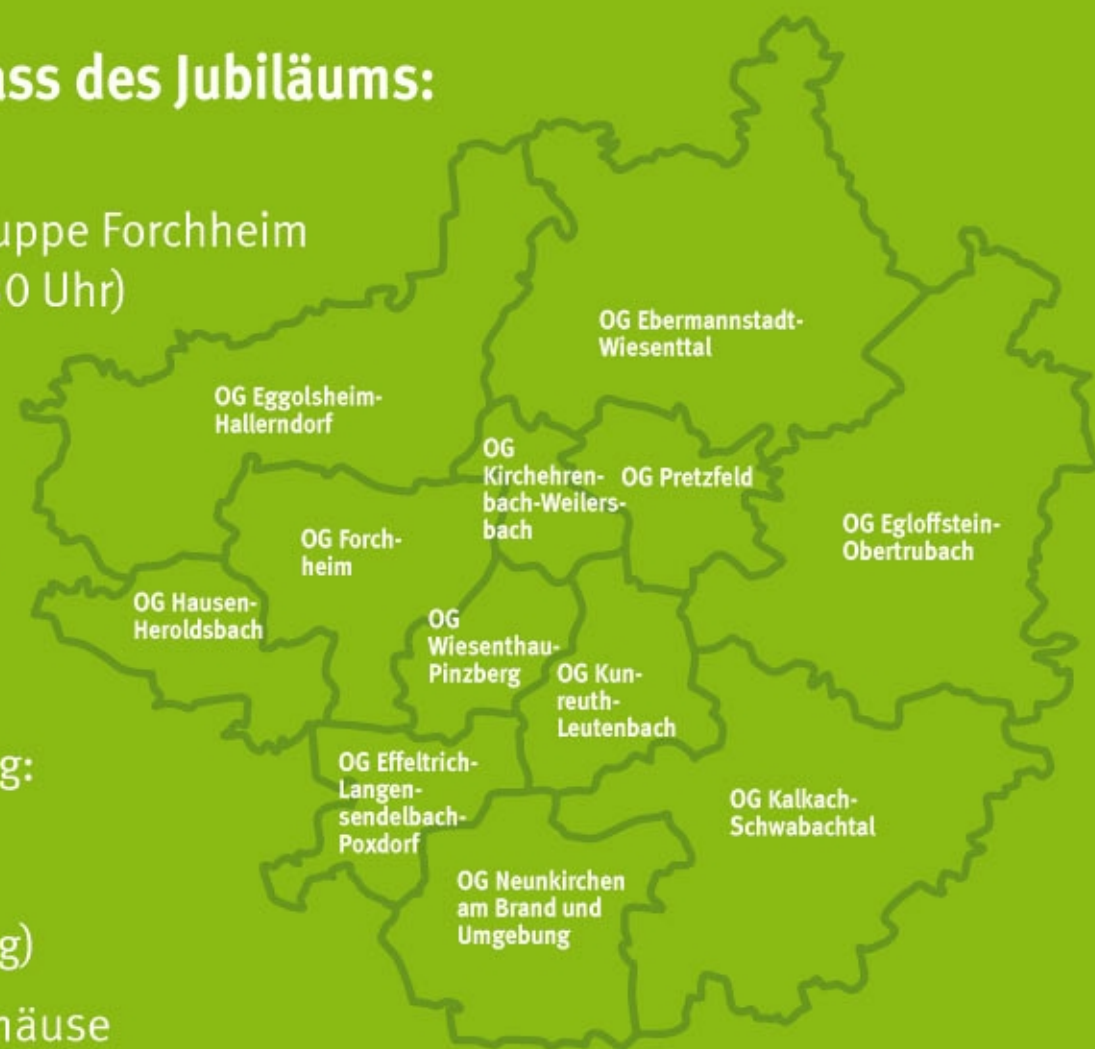 ass des Jubiläums:
uppe Forchheim
0 Uhr)
OG Ebermannstadt-
Wiesenttal
OG Eggolsheim-
Hallerndorf
OG
Kirchehren-
bach-Weilers-
bach
OG Pretzfeld
OG Egloffstein-
Obertrubach
OG Forch-
heim
OG Hausen-
Heroldsbach
OG
Wiesenthau-
Pinzberg
OG Kun-
reuth-
Leutenbach
g:
OG Effeltrich-
Langen-
sendelbach-
Poxdorf
OG Kalkach-
Schwabachtal
OG Neunkirchen
am Brand und
Umgebung
g)
häuse